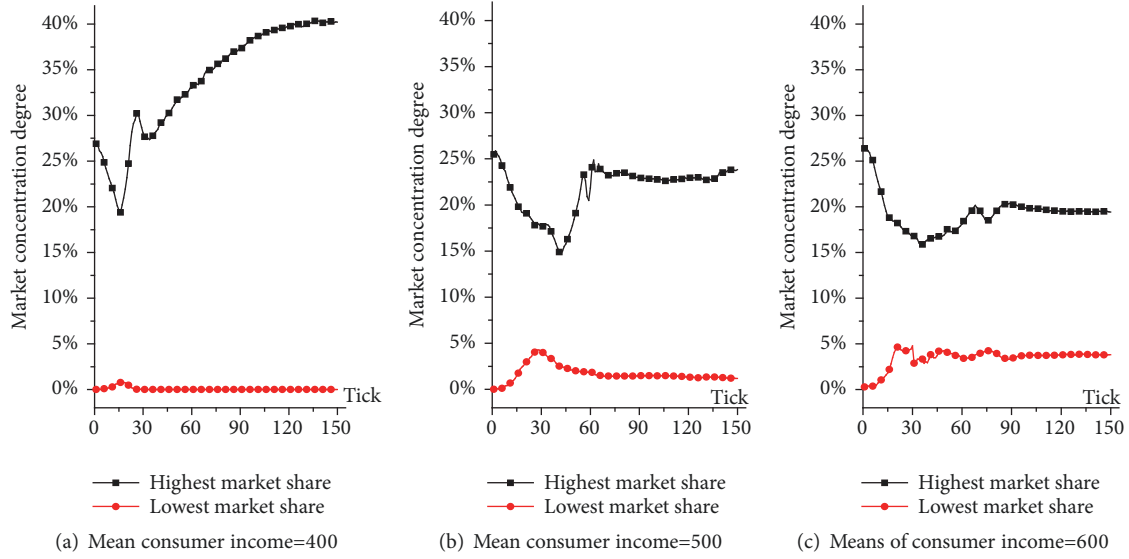 Market concentration degree
40%
35%
30%
25%
20%
15%
10%
5%
0%
Tick
0 30 60 90 120 150
Highest market share
Lowest market share
(a) Mean consumer income=400
Market concentration degree
40%
35%
30%
25%
20%
15%
10%
5%
0%
Tick
0 30 60 90 120 150
Highest market share
Lowest market share
(b) Mean consumer income=500
Market concentration degree
40%
35%
30%
25%
20%
15%
10%
5%
0%
Tick
0 30 60 90 120 150
Highest market share
Lowest market share
(c) Means of consumer income=600